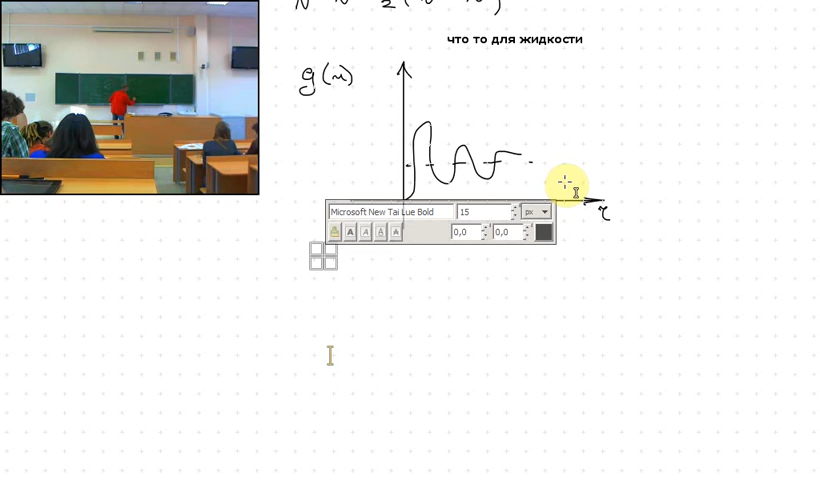 что то для жидкости
g(r)
r
Microsoft New Tai Lue Bold 15 px
A A A A 0,0 0,0